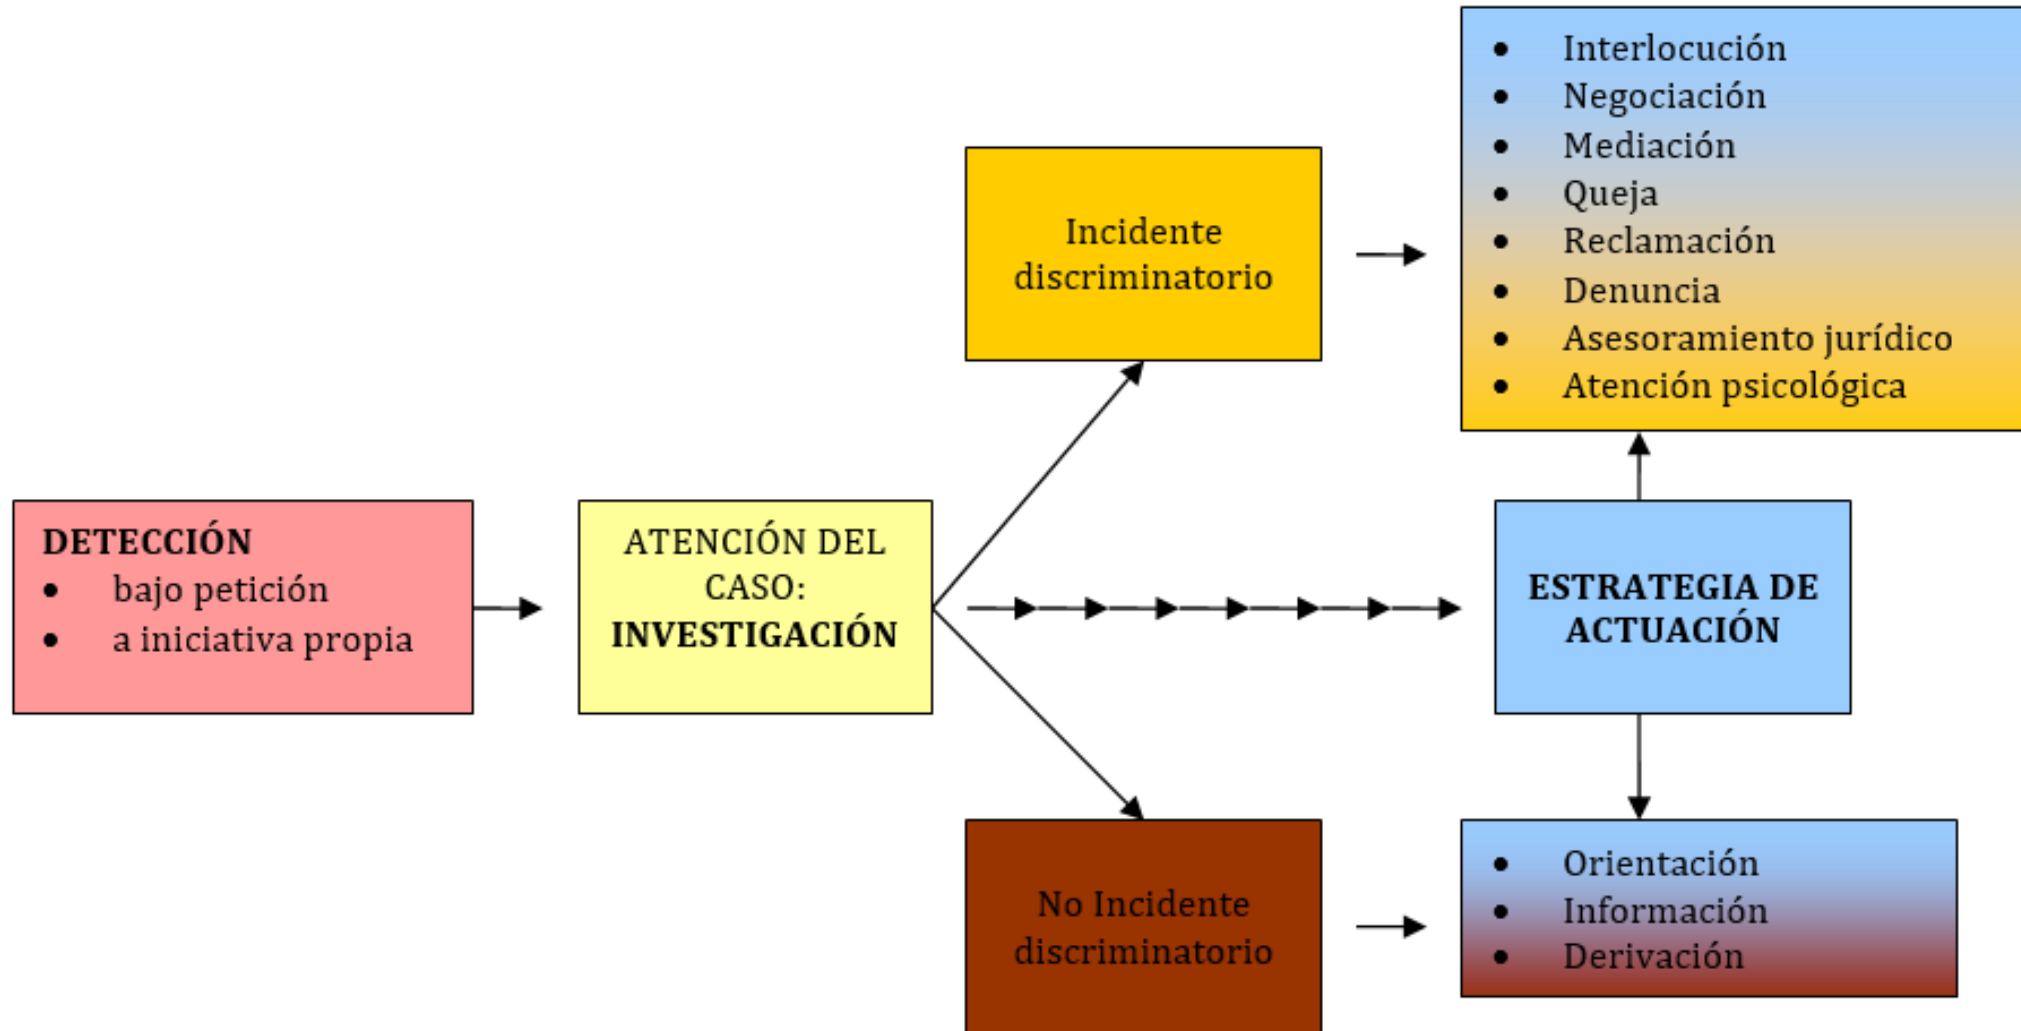 DETECCIÓN
• bajo petición
• a iniciativa propia
ATENCIÓN DEL
CASO:
INVESTIGACIÓN
Incidente
discriminatorio
• Interlocución
• Negociación
• Mediación
• Queja
• Reclamación
• Denuncia
• Asesoramiento jurídico
• Atención psicológica
ESTRATEGIA DE
ACTUACIÓN
No Incidente
discriminatorio
• Orientación
• Información
• Derivación